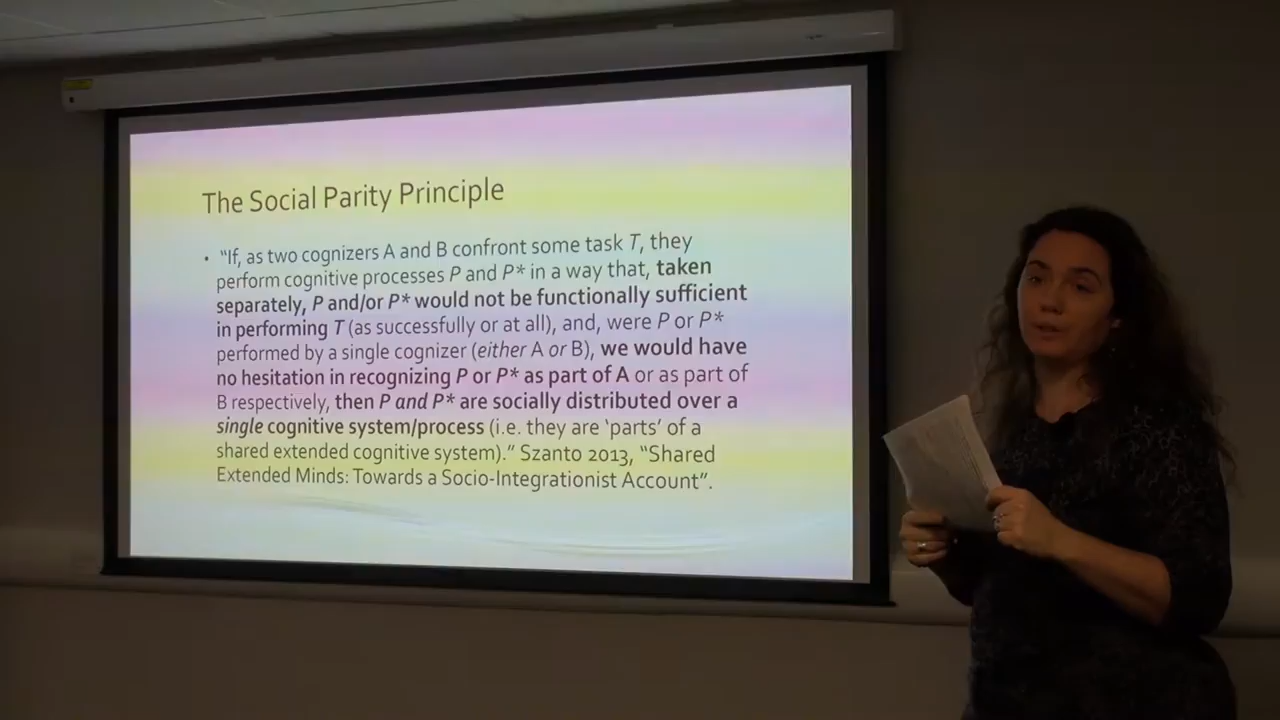 The Social Parity Principle
• “If, as two cognizers A and B confront some task T, they
perform cognitive processes P and P* in a way that, taken
separately, P and/or P* would not be functionally sufficient
in performing T (as successfully or at all), and, were P or P*
performed by a single cognizer (either A or B), we would have
no hesitation in recognizing P or P* as part of A or as part of
B respectively, then P and P* are socially distributed over a
single cognitive system/process (i.e. they are ‘parts’ of a
shared extended cognitive system).” Szanto 2013, “Shared
Extended Minds: Towards a Socio-Integrationist Account”.